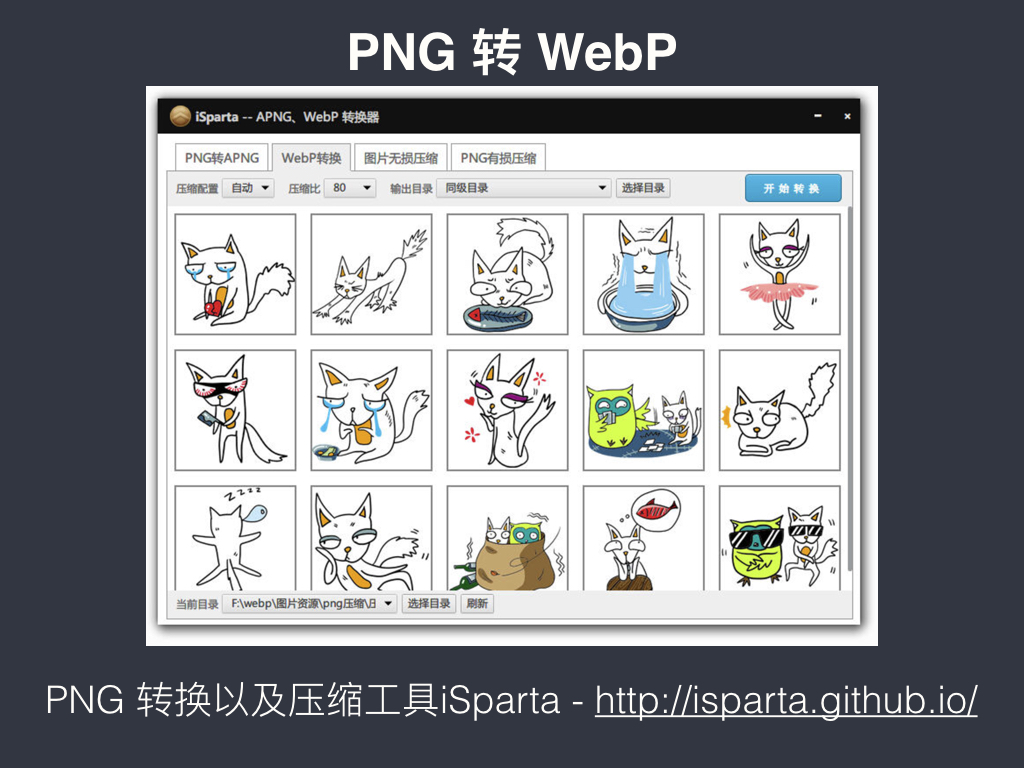 PNG 转 WebP
iSparta -- APNG、WebP 转换器
PNG转APNG WebP转换 图片无损压缩 PNG有损压缩
压缩配置 自动 压缩比 80 输出目录 同级目录 选择目录 开始转换
z z z z
当前目录 F:\webp\图片资源\png压缩\压 选择目录 刷新
PNG 转换以及压缩工具iSparta - http://isparta.github.io/